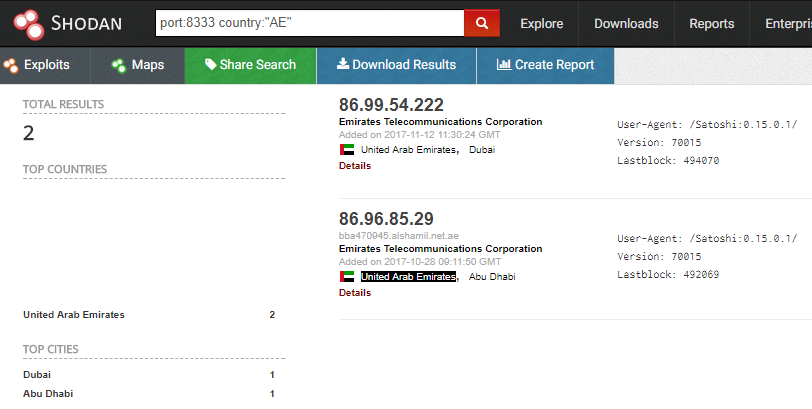 SHODAN
port:8333 country:"AE"
Explore
Downloads
Reports
Enterpri
Exploits
Maps
Share Search
Download Results
Create Report
TOTAL RESULTS
2
TOP COUNTRIES
United Arab Emirates 2
TOP CITIES
Dubai 1
Abu Dhabi 1
86.99.54.222
Emirates Telecommunications Corporation
Added on 2017-11-12 11:30:24 GMT
United Arab Emirates, Dubai
Details
User-Agent: /Satoshi:0.15.0.1/
Version: 70015
Lastblock: 494070
86.96.85.29
bba470945.alshamil.net.ae
Emirates Telecommunications Corporation
Added on 2017-10-28 09:11:50 GMT
United Arab Emirates, Abu Dhabi
Details
User-Agent: /Satoshi:0.15.0.1/
Version: 70015
Lastblock: 492069